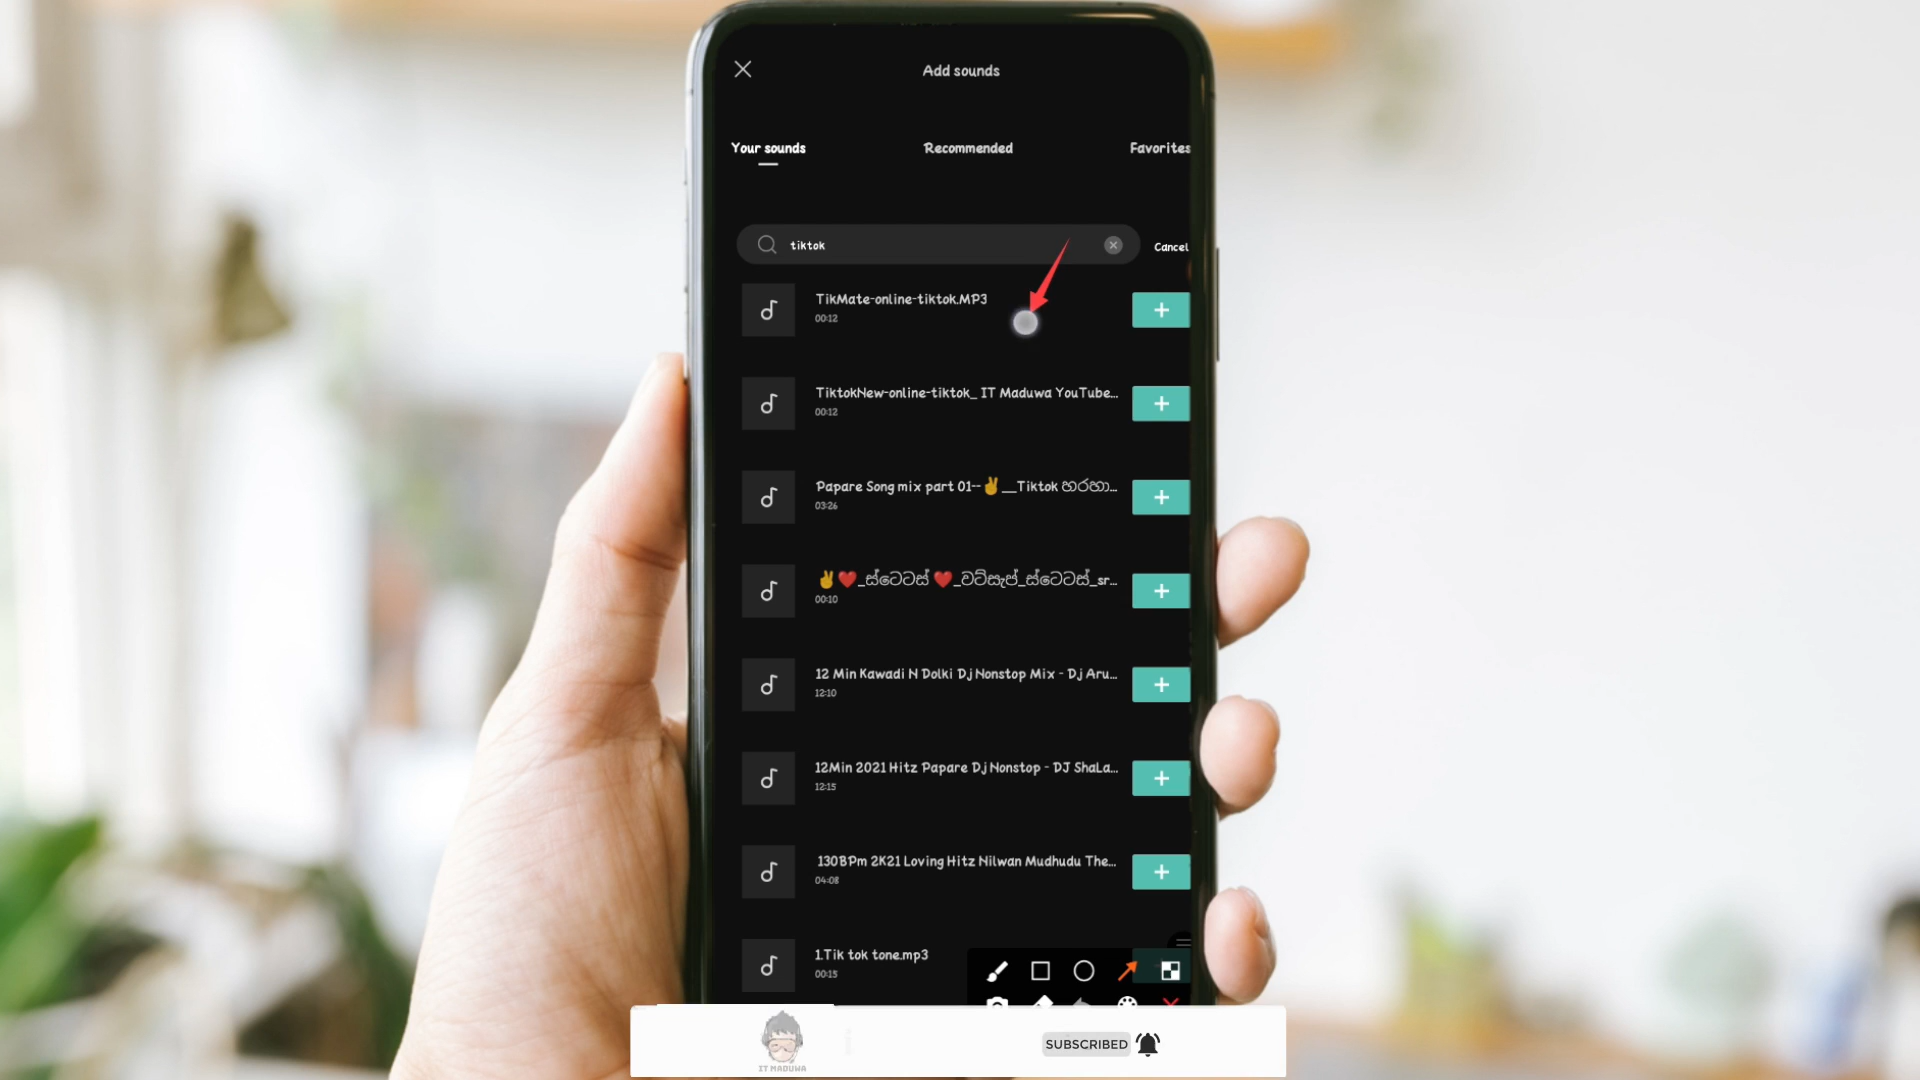 Add sounds
Your sounds
Recommended
Favorites
tiktok
Cancel
TikMate-online-tiktok.MP3
00:12
TiktokNew-online-tiktok_ IT Maduwa YouTube...
00:12
Papare Song mix part 01--✌️__Tiktok හරහා...
03:26
✌️❤️_ස්ටෙටස් ❤️_වට්සැප්_ස්ටෙටස්_sr...
00:10
12 Min Kawadi N Dolki Dj Nonstop Mix - Dj Aru...
12:10
12Min 2021 Hitz Papare Dj Nonstop - DJ ShaLa...
12:15
130BPm 2K21 Loving Hitz Nilwan Mudhudu The...
04:08
1.Tik tok tone.mp3
00:15
SUBSCRIBED
IT MADUWA